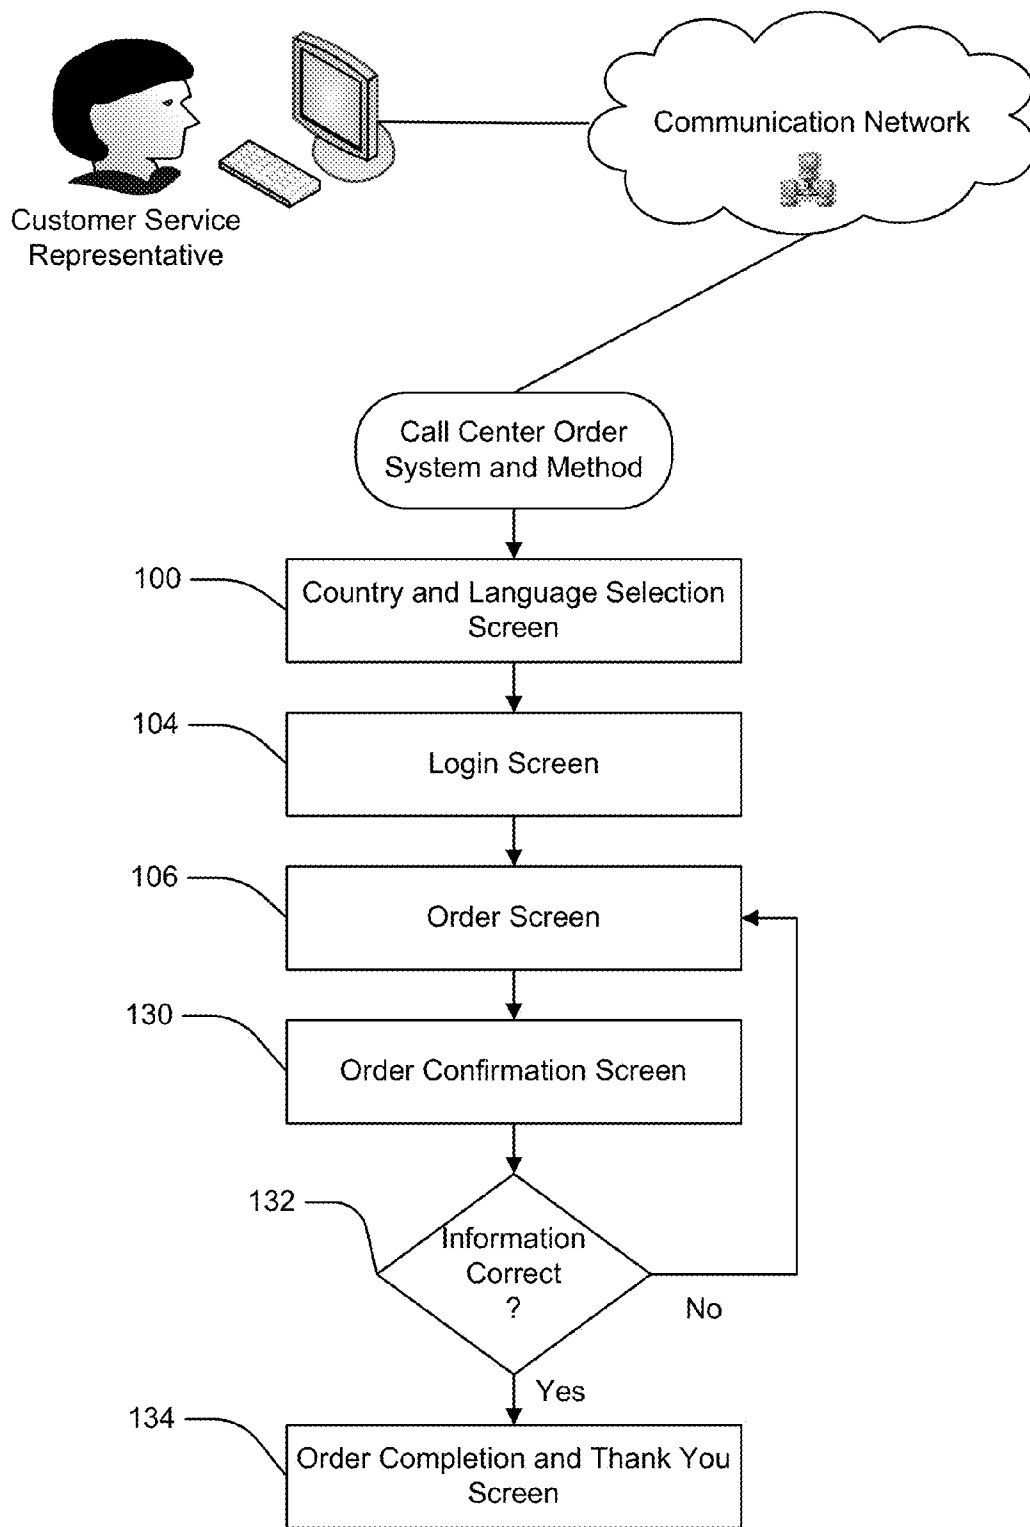 Communication Network
Customer Service
Representative
Call Center Order
System and Method
100
Country and Language Selection
Screen
104
Login Screen
106
Order Screen
130
Order Confirmation Screen
132
Information
Correct
?
No
Yes
134
Order Completion and Thank You
Screen